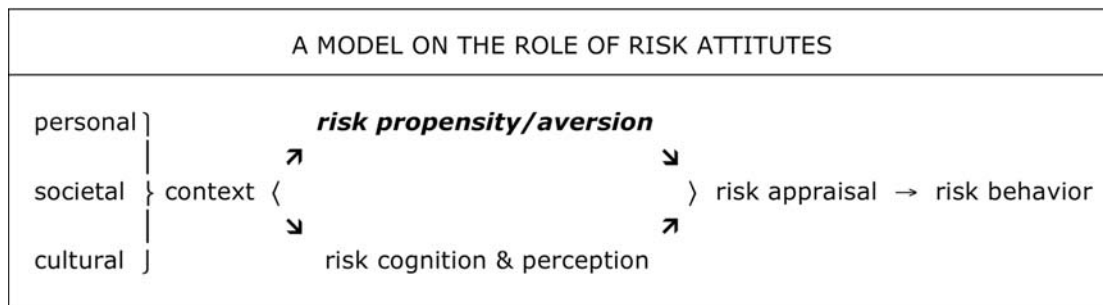 A MODEL ON THE ROLE OF RISK ATTITUTES
personal risk propensity/aversion
societal context risk appraisal → risk behavior
cultural risk cognition & perception